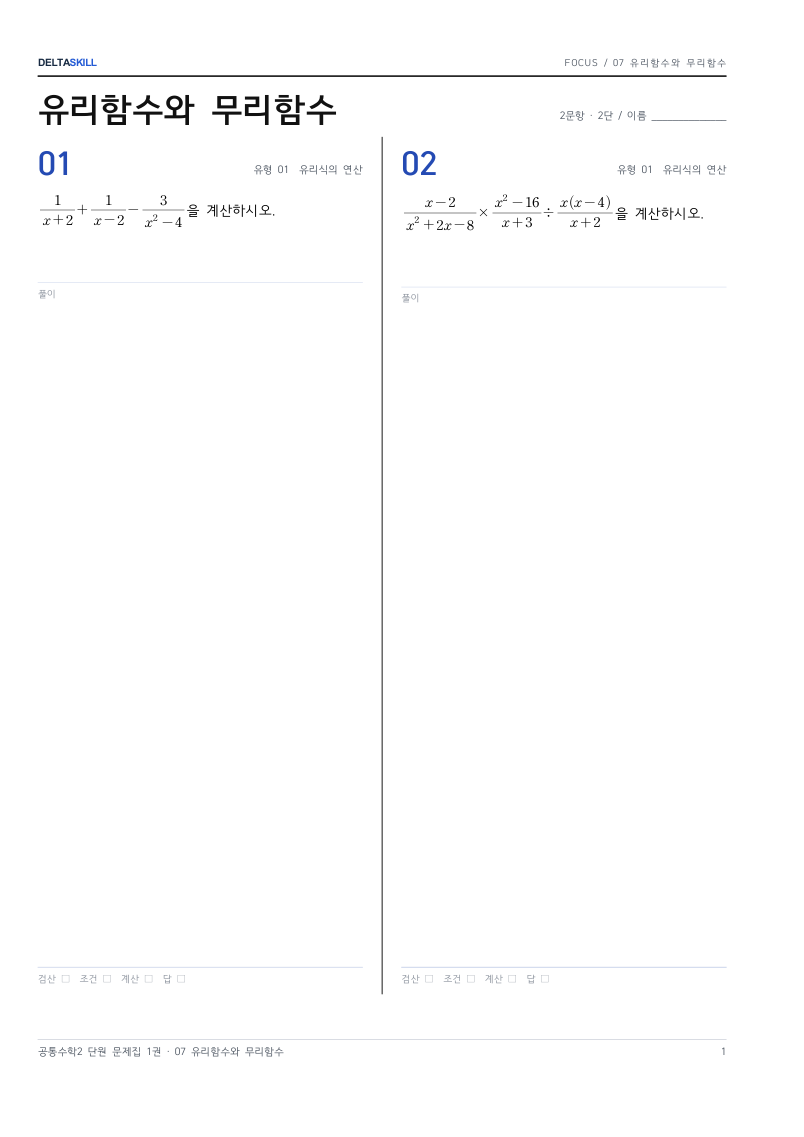 DELTASKILL
FOCUS / 07 유리함수와 무리함수
유리함수와 무리함수
2문항 · 2단 / 이름 ______________
01
유형 01 유리식의 연산
1/(x+2) + 1/(x−2) − 3/(x²−4) 을 계산하시오.
풀이
검산 □ 조건 □ 계산 □ 답 □
02
유형 01 유리식의 연산
(x−2)/(x²+2x−8) × (x²−16)/(x+3) ÷ x(x−4)/(x+2) 을 계산하시오.
풀이
검산 □ 조건 □ 계산 □ 답 □
공통수학2 단원 문제집 1권 · 07 유리함수와 무리함수
1